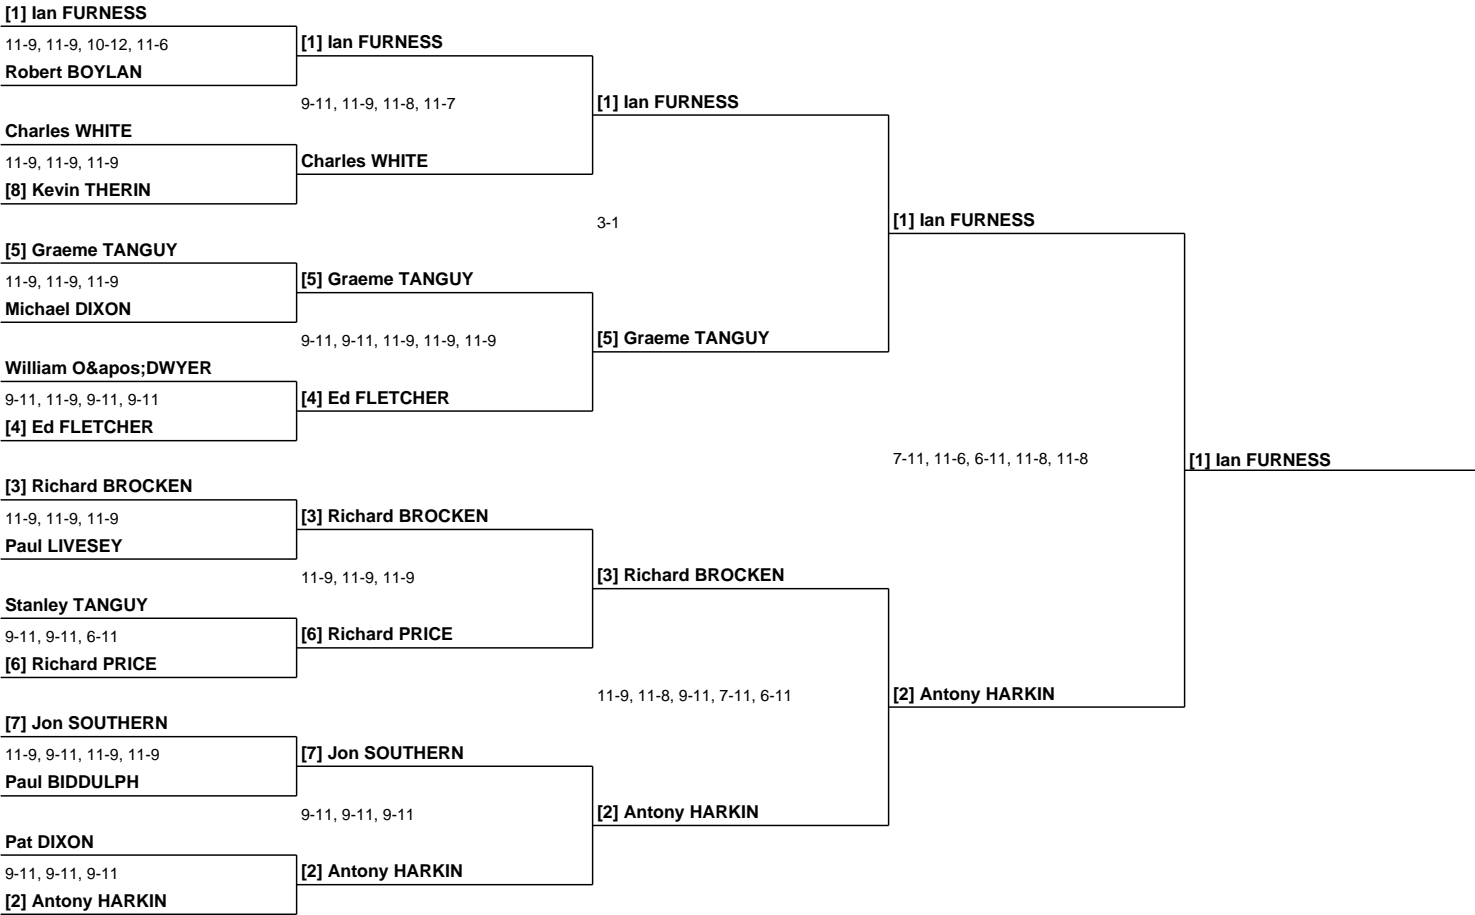 [1] Ian FURNESS
11-9, 11-9, 10-12, 11-6
Robert BOYLAN
Charles WHITE
11-9, 11-9, 11-9
[8] Kevin THERIN
[5] Graeme TANGUY
11-9, 11-9, 11-9
Michael DIXON
William O&apos;DWYER
9-11, 11-9, 9-11, 9-11
[4] Ed FLETCHER
[3] Richard BROCKEN
11-9, 11-9, 11-9
Paul LIVESEY
Stanley TANGUY
9-11, 9-11, 6-11
[6] Richard PRICE
[7] Jon SOUTHERN
11-9, 9-11, 11-9, 11-9
Paul BIDDULPH
Pat DIXON
9-11, 9-11, 9-11
[2] Antony HARKIN
[1] Ian FURNESS
9-11, 11-9, 11-8, 11-7
Charles WHITE
[5] Graeme TANGUY
9-11, 9-11, 11-9, 11-9, 11-9
[4] Ed FLETCHER
[3] Richard BROCKEN
11-9, 11-9, 11-9
[6] Richard PRICE
[7] Jon SOUTHERN
9-11, 9-11, 9-11
[2] Antony HARKIN
[1] Ian FURNESS
3-1
[5] Graeme TANGUY
[3] Richard BROCKEN
11-9, 11-8, 9-11, 7-11, 6-11
[2] Antony HARKIN
[1] Ian FURNESS
7-11, 11-6, 6-11, 11-8, 11-8
[2] Antony HARKIN
[1] Ian FURNESS